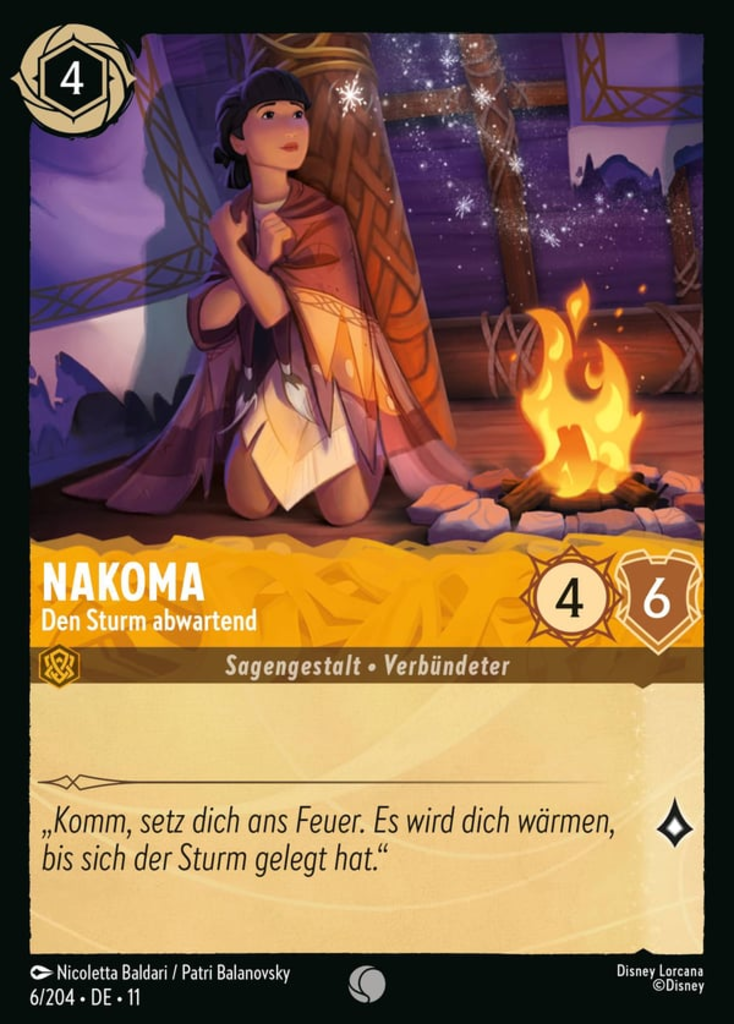 4
NAKOMA
Den Sturm abwartend
4
6
Sagengestalt • Verbündeter
„Komm, setz dich ans Feuer. Es wird dich wärmen,
bis sich der Sturm gelegt hat.“
Nicoletta Baldari / Patri Balanovsky
6/204 • DE • 11
Disney Lorcana
©Disney